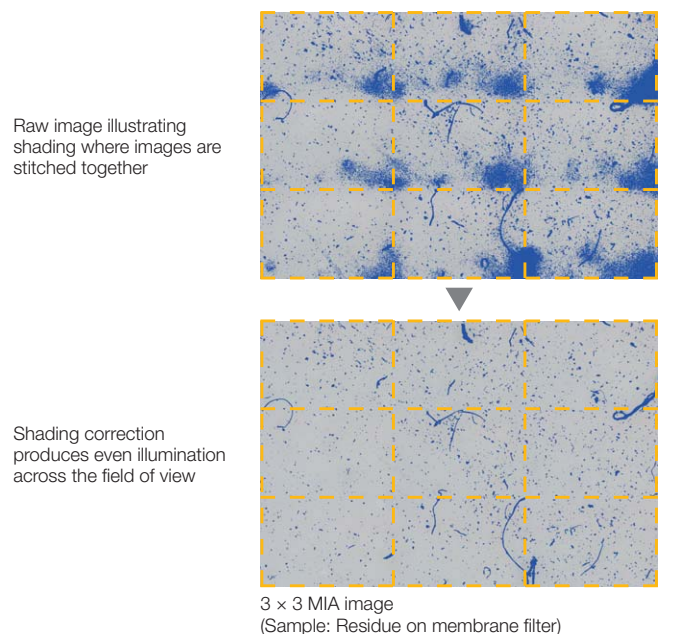 Raw image illustrating
shading where images are
stitched together
Shading correction
produces even illumination
across the field of view
3 × 3 MIA image
(Sample: Residue on membrane filter)